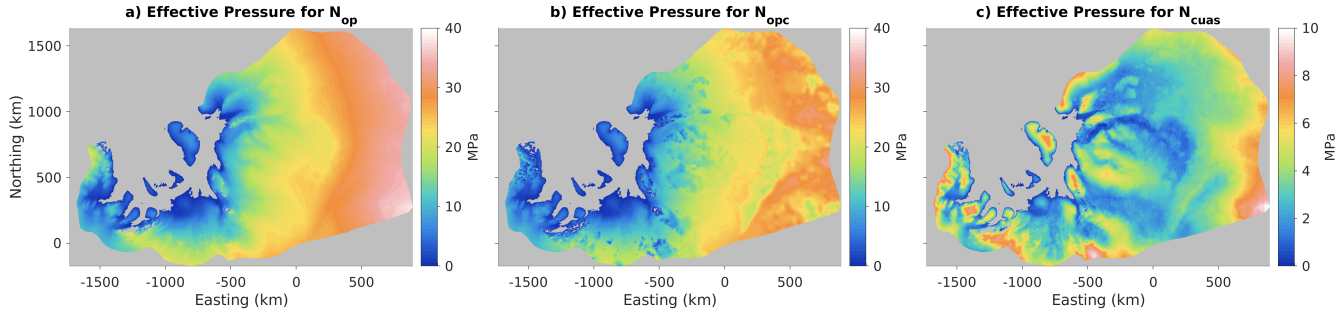 a) Effective Pressure for Nop
b) Effective Pressure for Nopc
c) Effective Pressure for Ncuas
1500
1000
500
0
Northing (km)
-1500 -1000 -500 0 500
Easting (km)
40
30
20
10
0
MPa
-1500 -1000 -500 0 500
Easting (km)
40
30
20
10
0
MPa
-1500 -1000 -500 0 500
Easting (km)
10
8
6
4
2
0
MPa